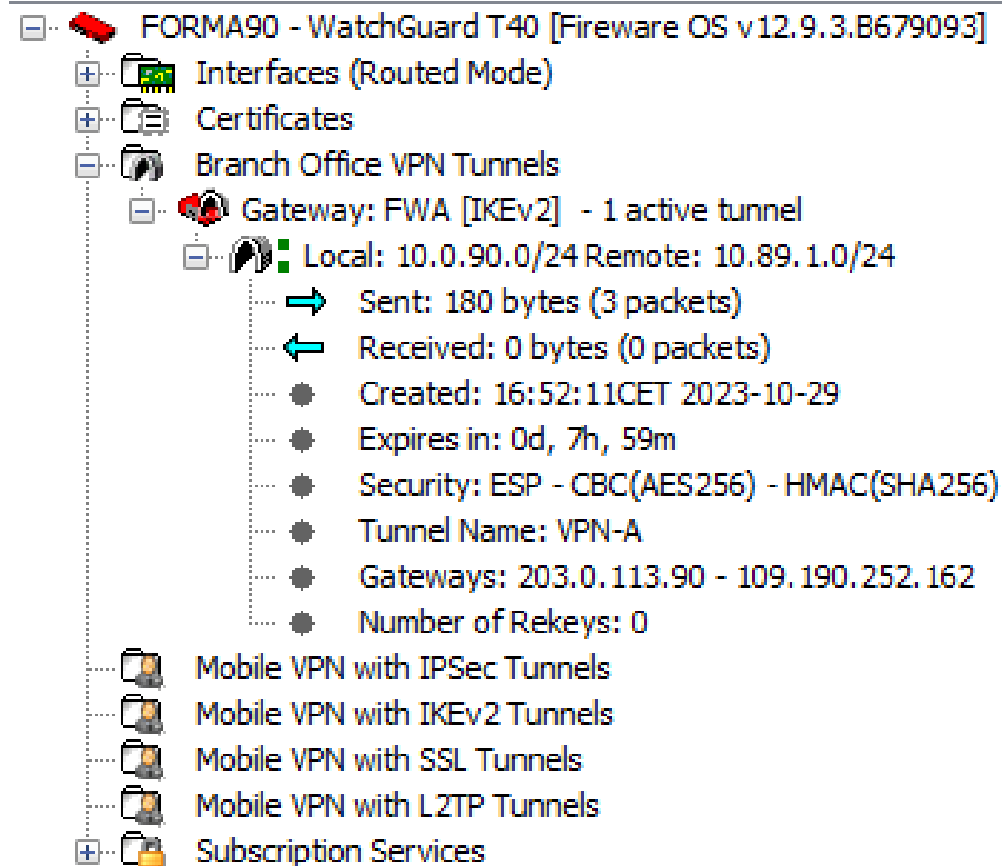 FORMA90 - WatchGuard T40 [Fireware OS v12.9.3.B679093]
Interfaces (Routed Mode)
Certificates
Branch Office VPN Tunnels
Gateway: FWA [IKEv2] - 1 active tunnel
Local: 10.0.90.0/24 Remote: 10.89.1.0/24
Sent: 180 bytes (3 packets)
Received: 0 bytes (0 packets)
Created: 16:52:11CET 2023-10-29
Expires in: 0d, 7h, 59m
Security: ESP - CBC(AES256) - HMAC(SHA256)
Tunnel Name: VPN-A
Gateways: 203.0.113.90 - 109.190.252.162
Number of Rekeys: 0
Mobile VPN with IPSec Tunnels
Mobile VPN with IKEv2 Tunnels
Mobile VPN with SSL Tunnels
Mobile VPN with L2TP Tunnels
Subscription Services